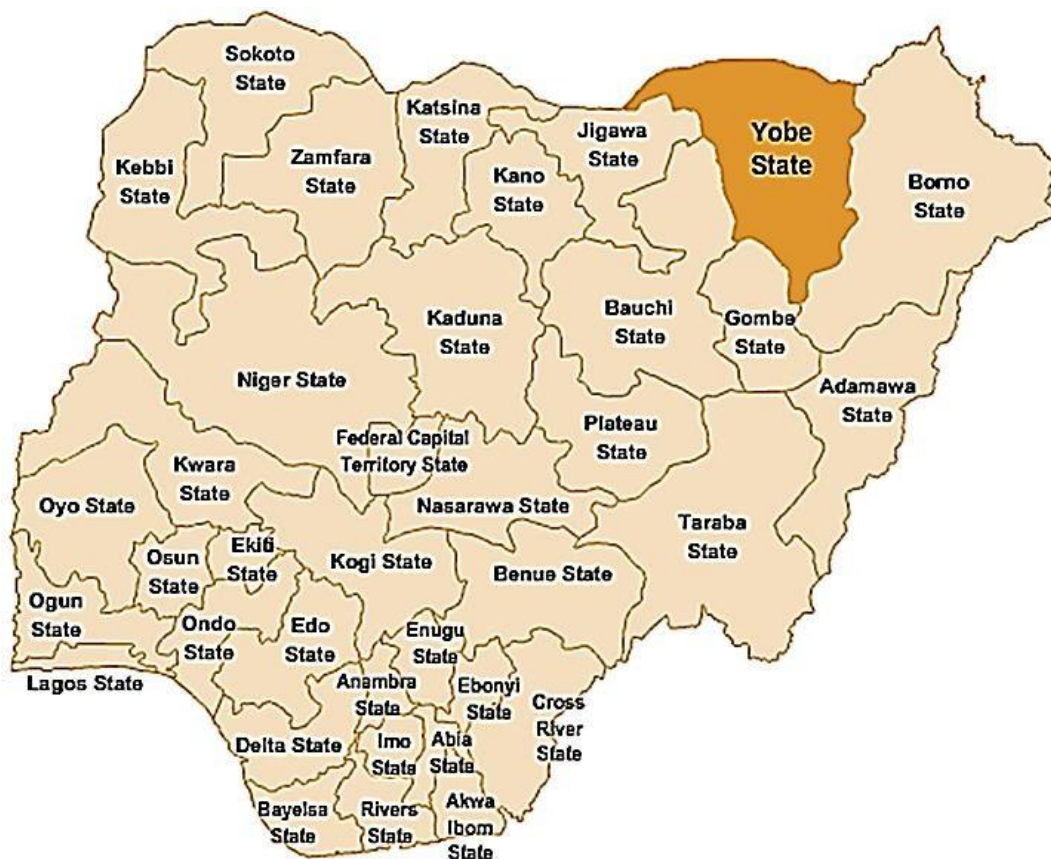 Sokoto
State
Katsina
State
Jigawa
State
Yobe
State
Kebbi
State
Zamfara
State
Kano
State
Borno
State
Kaduna
State
Bauchi
State
Gombe
State
Niger State
Adamawa
State
Federal Capital
Territory State
Plateau
State
Kwara
State
Oyo State
Nasarawa State
Taraba
State
Osun
State
Ekiti
State
Kogi State
Benue State
Ogun
State
Ondo
State
Edo
State
Enugu
State
Lagos State
Anambra
State
Ebonyi
State
Cross
River
State
Delta State
Imo
State
Abia
State
Bayelsa
State
Rivers
State
Akwa
Ibom
State